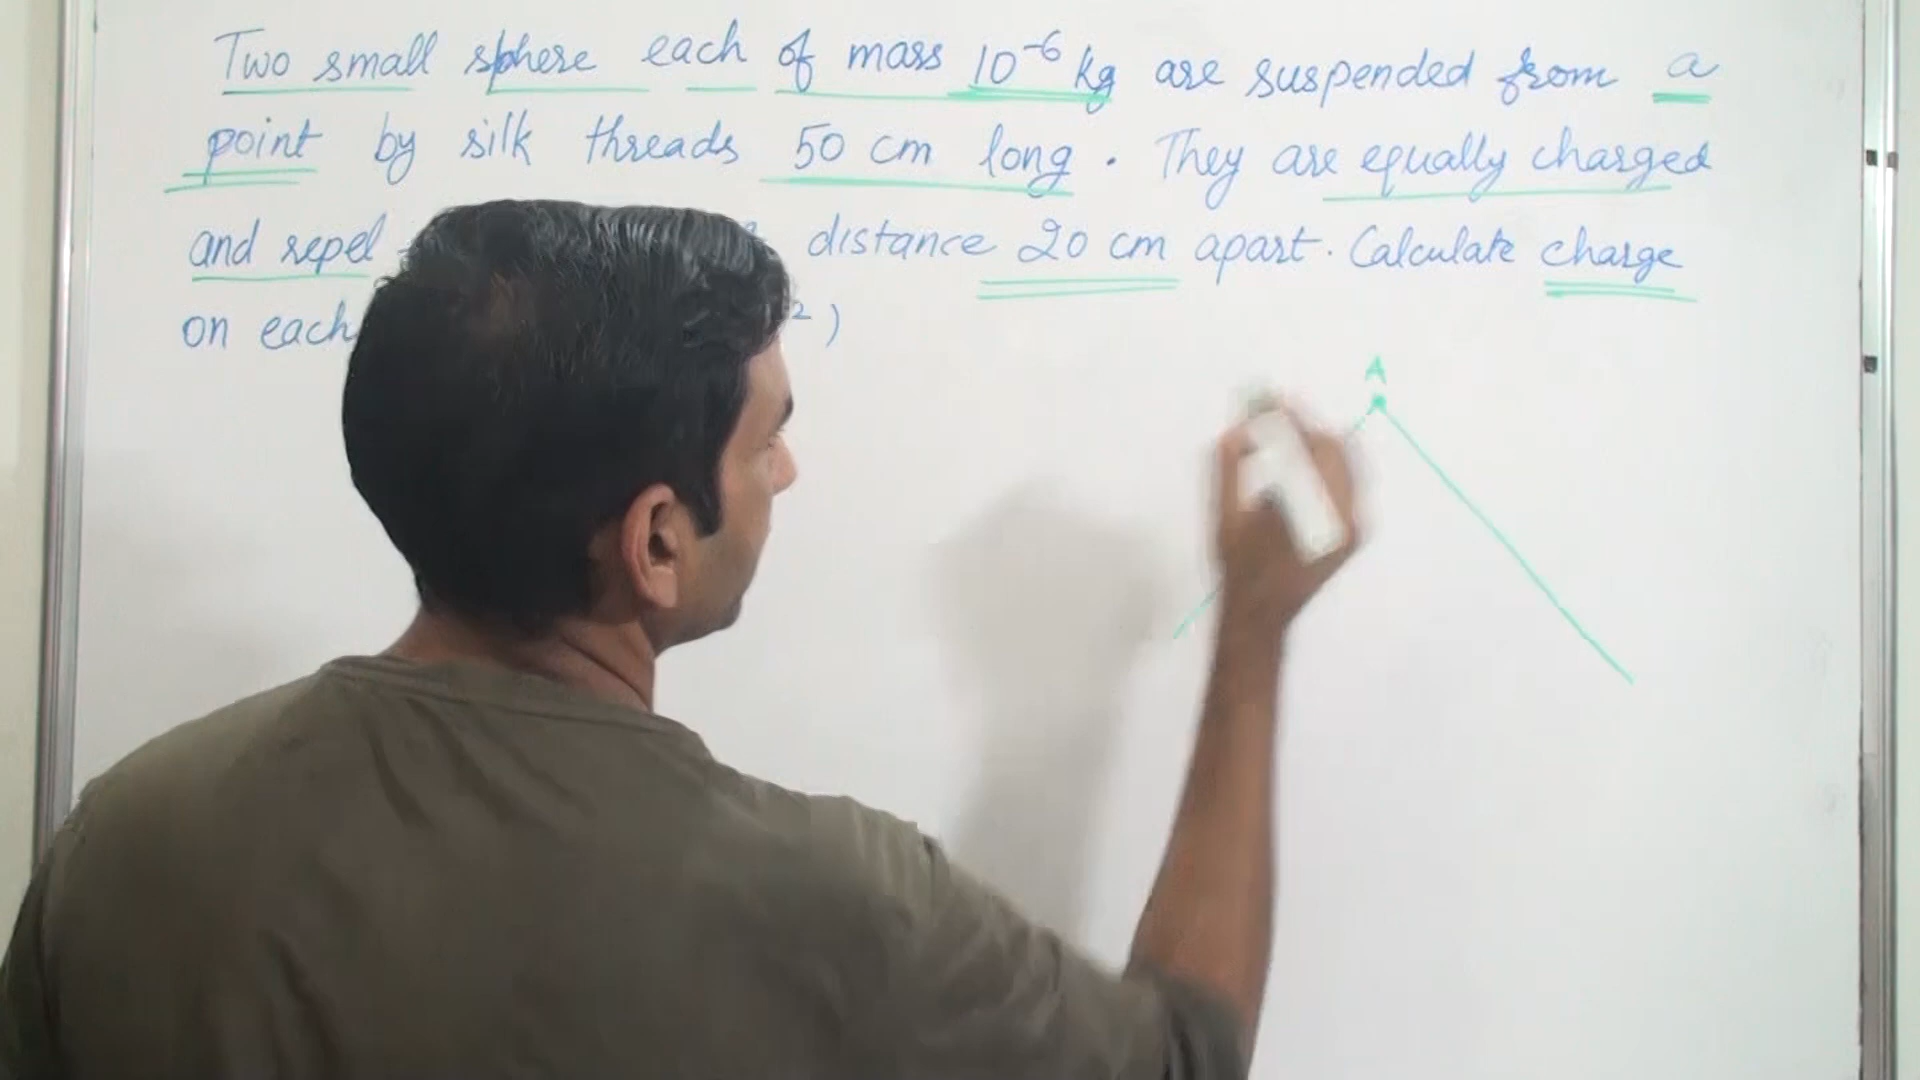 Two small sphere each of mass 10⁻⁶ kg are suspended from a
point by silk threads 50 cm long. They are equally charged
and repel distance 20 cm apart. Calculate charge
on each ²)
A